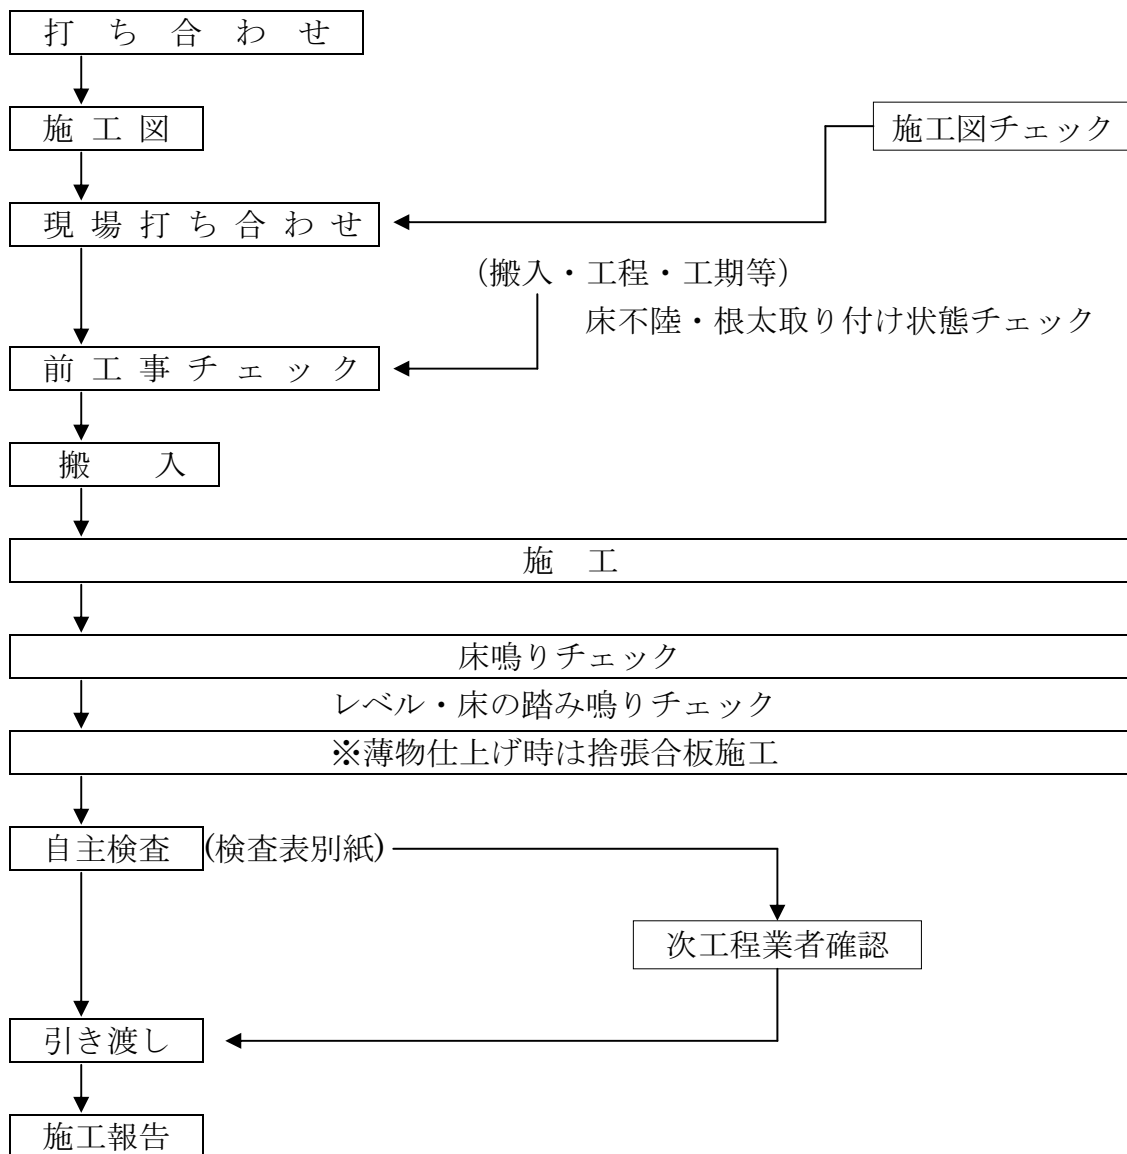 打ち合わせ
施工図
施工図チェック
現場打ち合わせ
(搬入・工程・工期等)
床不陸・根太取り付け状態チェック
前工事チェック
搬　入
施　工
床鳴りチェック
レベル・床の踏み鳴りチェック
※薄物仕上げ時は捨張合板施工
自主検査 (検査表別紙)
次工程業者確認
引き渡し
施工報告